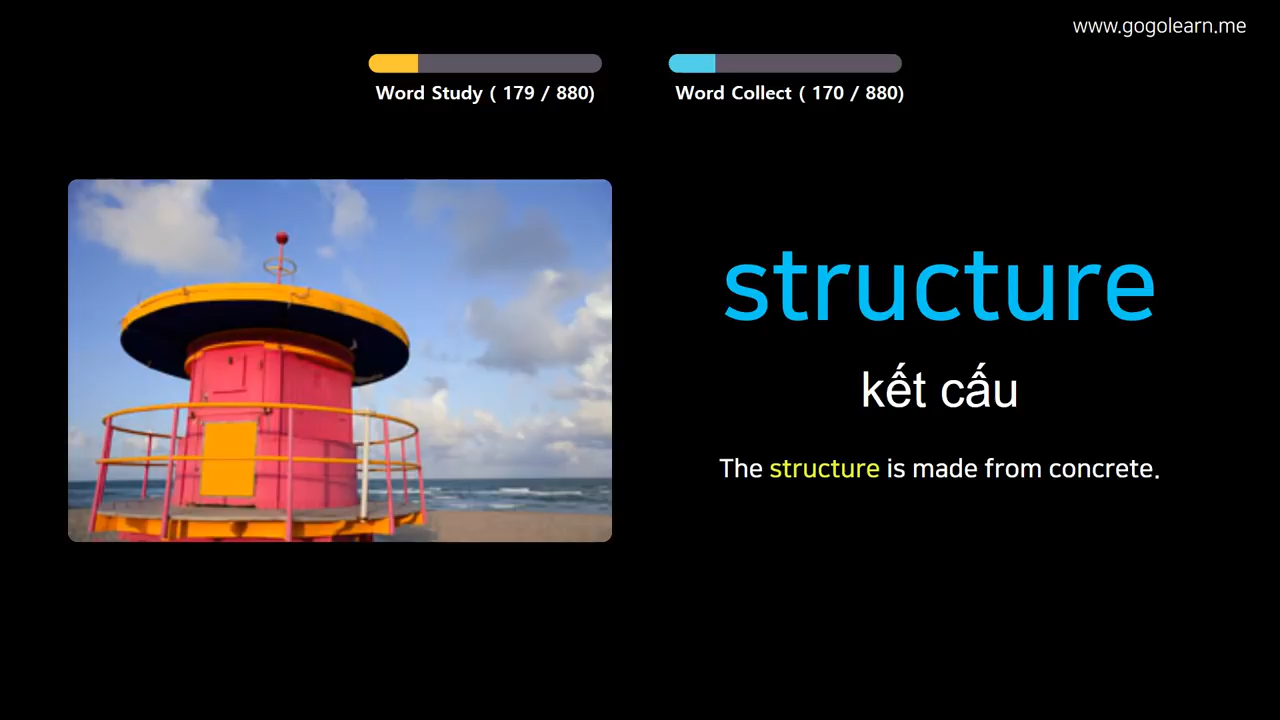 www.gogolearn.me
Word Study ( 179 / 880)
Word Collect ( 170 / 880)
structure
kết cấu
The structure is made from concrete.